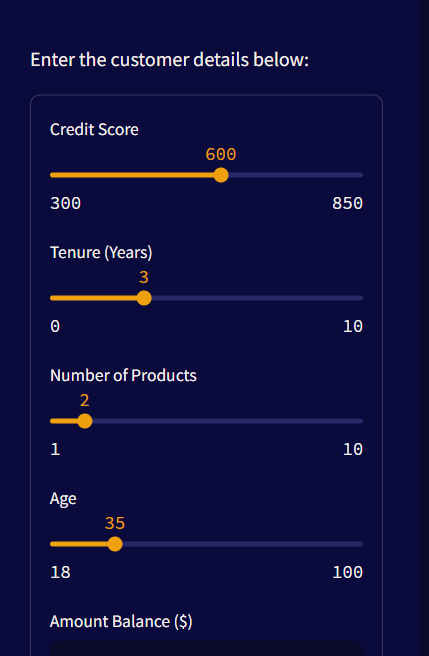 Enter the customer details below:
Credit Score
600
300 850
Tenure (Years)
3
0 10
Number of Products
2
1 10
Age
35
18 100
Amount Balance ($)